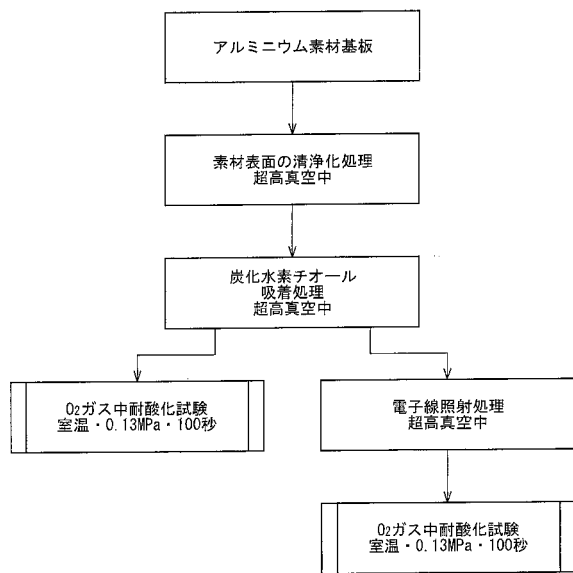 アルミニウム素材基板
素材表面の清浄化処理
超高真空中
炭化水素チオール
吸着処理
超高真空中
O₂ガス中耐酸化試験
室温・0.13MPa・100秒
電子線照射処理
超高真空中
O₂ガス中耐酸化試験
室温・0.13MPa・100秒